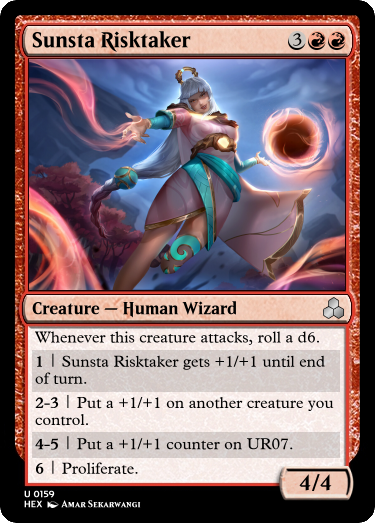 Sunsta Risktaker 3
Creature — Human Wizard
Whenever this creature attacks, roll a d6.
1 | Sunsta Risktaker gets +1/+1 until end
of turn.
2-3 | Put a +1/+1 on another creature you
control.
4-5 | Put a +1/+1 counter on UR07.
6 | Proliferate.
4/4
U 0159
HEX Amar Sekarwangi